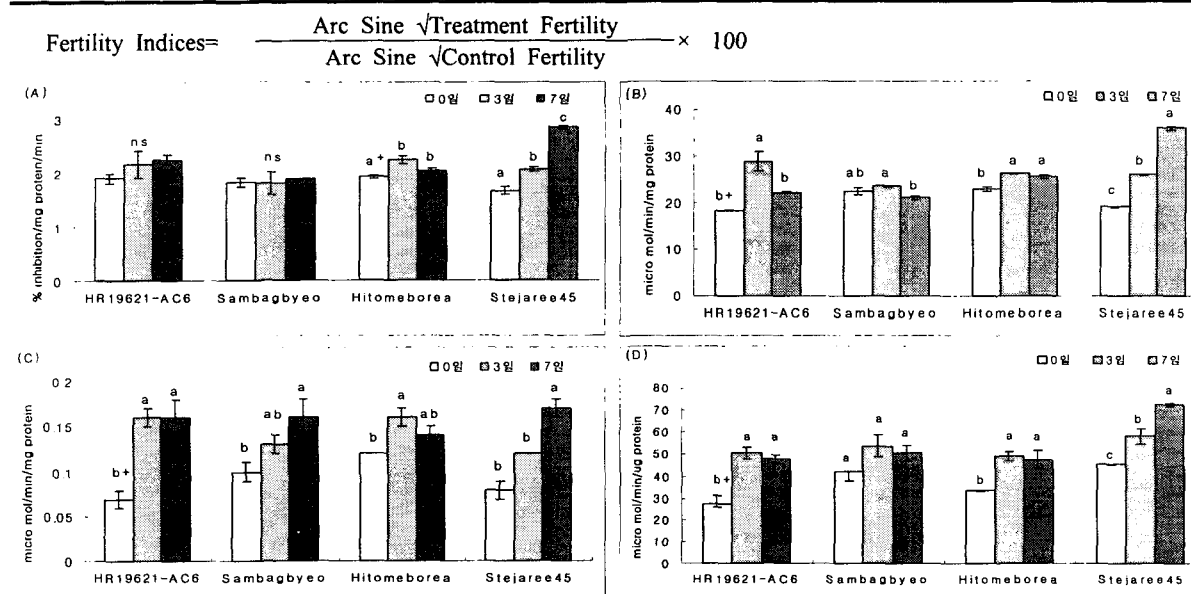 Fertility Indices= Arc Sine √Treatment Fertility × 100
Arc Sine √Control Fertility
(A)
0일 3일 7일
% inhibition/mg protein/min
3
2
1
0
ns
ns
a+ b b
a b c
HR19621-AC6 Sambagbyeo Hitomeborea Stejaree45
(B)
0일 3일 7일
micro mol/min/mg protein
40
30
20
10
0
b+ a b
ab a b
b a a
c b a
HR19621-AC6 Sambagbyeo Hitomeborea Stejaree45
(C)
0일 3일 7일
micro mol/min/mg protein
0 2
0.15
0.1
0.05
0
b+ a a
b ab a
b a ab
b b a
HR19621-AC6 Sambagbyeo Hitomeborea Stejaree45
(D)
0일 3일 7일
micro mol/min/ug protein
80
70
60
50
40
30
20
10
0
b+ a a
a a a
b a a
c b a
HR19621-AC6 Sambagbyeo Hitomeborea Stejaree45